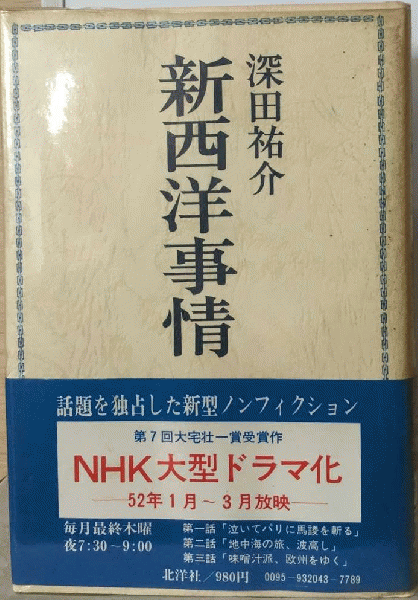 深田祐介
新西洋事情
話題を独占した新型ノンフィクション
第7回大宅壮一賞受賞作
NHK大型ドラマ化
―52年1月～3月放映―
毎月最終木曜
夜7:30～9:00
第一話「泣いてパリに馬謖を斬る」
第二話「地中海の旅、波高し」
第三話「味噌汁派、欧州をゆく」
北洋社/980円 0095-932043-7789